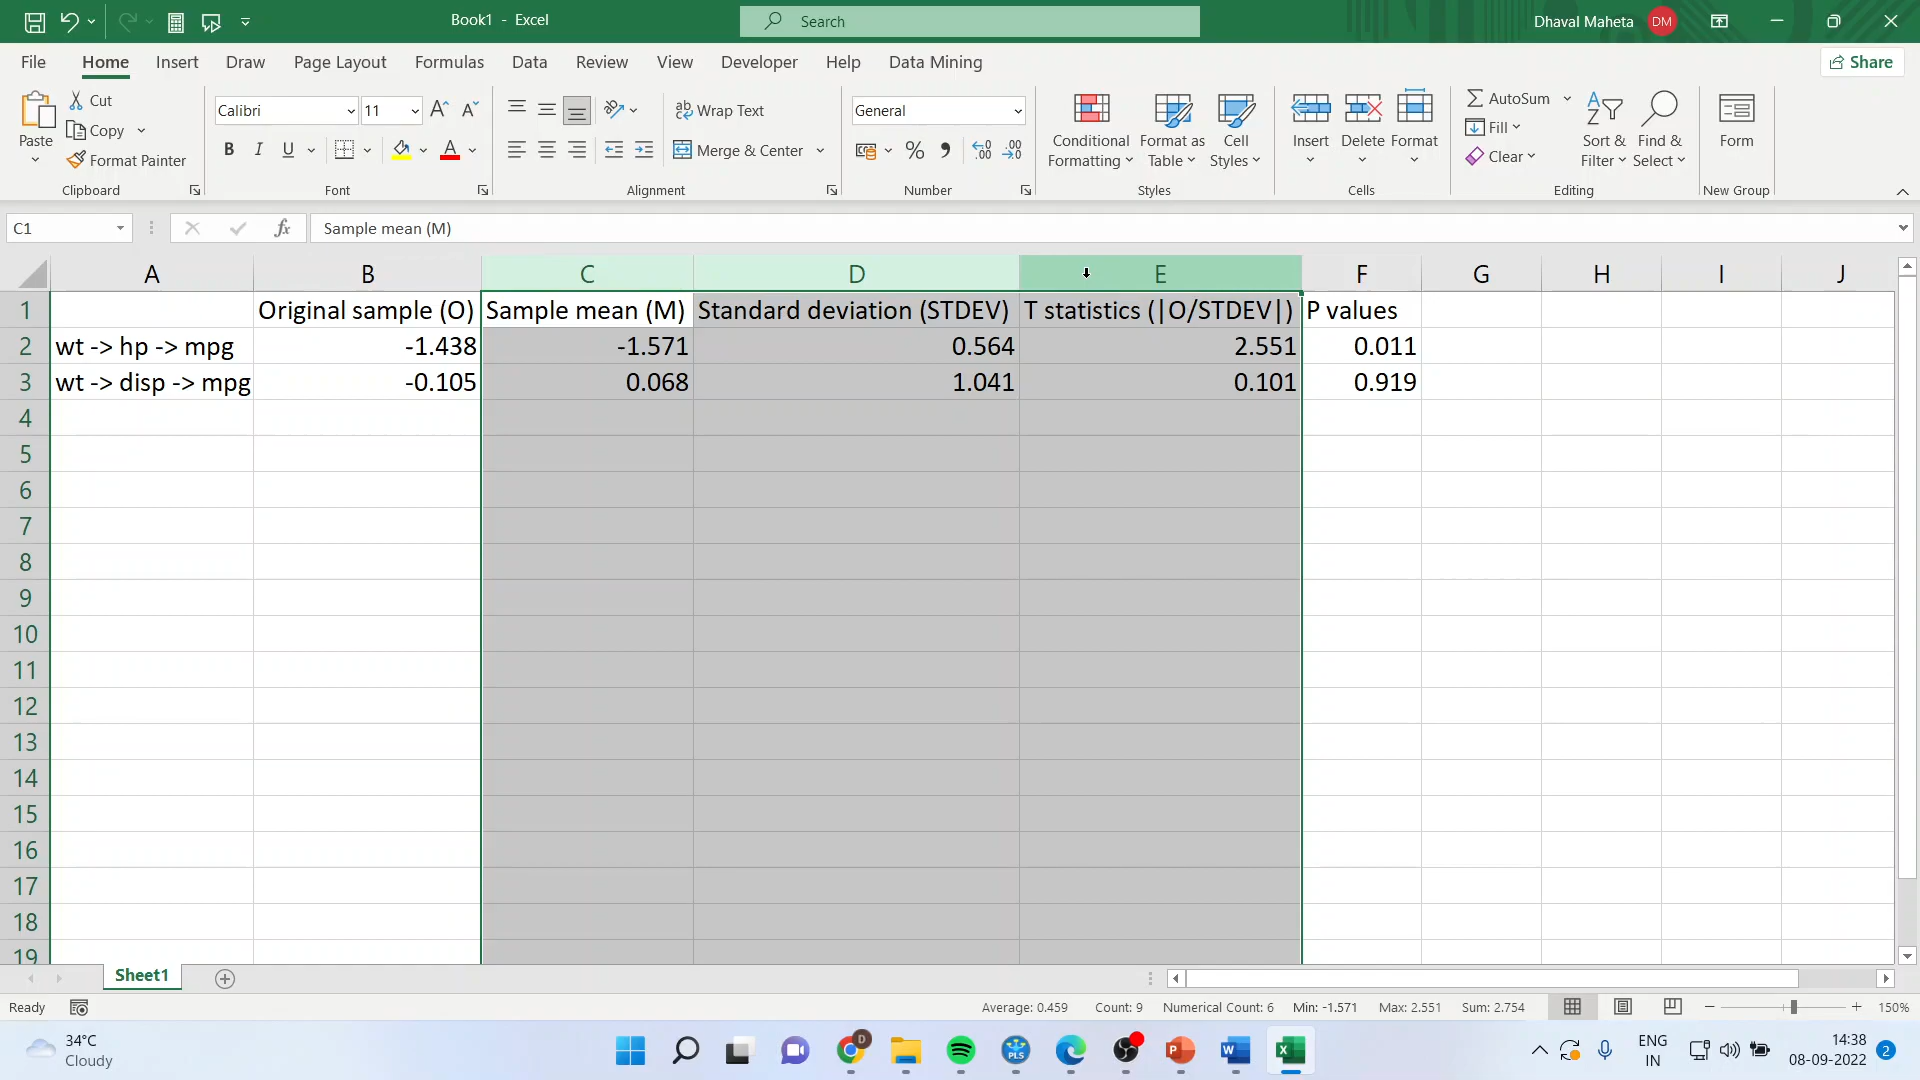 Book1 - Excel
Search
Dhaval Maheta DM
File Home Insert Draw Page Layout Formulas Data Review View Developer Help Data Mining
Share
Paste
Cut
Copy
Format Painter
Clipboard
Calibri 11
B I U
Font
Wrap Text
Merge & Center
Alignment
General
Number
Conditional Formatting
Format as Table
Cell Styles
Styles
Insert Delete Format
Cells
AutoSum
Fill
Clear
Sort & Filter
Find & Select
Editing
Form
New Group
C1 fx Sample mean (M)
A B C D E F G H I J
1 Original sample (O) Sample mean (M) Standard deviation (STDEV) T statistics (|O/STDEV|) P values
2 wt -> hp -> mpg -1.438 -1.571 0.564 2.551 0.011
3 wt -> disp -> mpg -0.105 0.068 1.041 0.101 0.919
4
5
6
7
8
9
10
11
12
13
14
15
16
17
18
19
Sheet1
Ready Average: 0.459 Count: 9 Numerical Count: 6 Min: -1.571 Max: 2.551 Sum: 2.754 150%
34°C
Cloudy
D
PLS
P
W
X
ENG
IN
14:38
08-09-2022
2